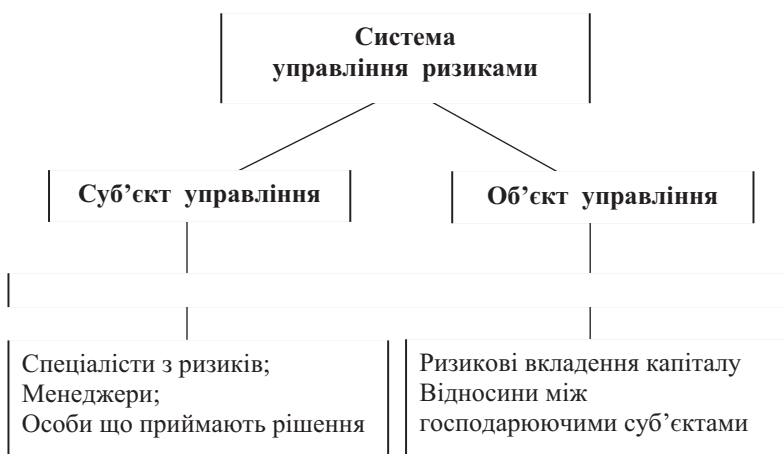 Система
управління ризиками
Суб’єкт управління
Об’єкт управління
Спеціалісти з ризиків;
Менеджери;
Особи що приймають рішення
Ризикові вкладення капіталу
Відносини між
господарюючими суб’єктами